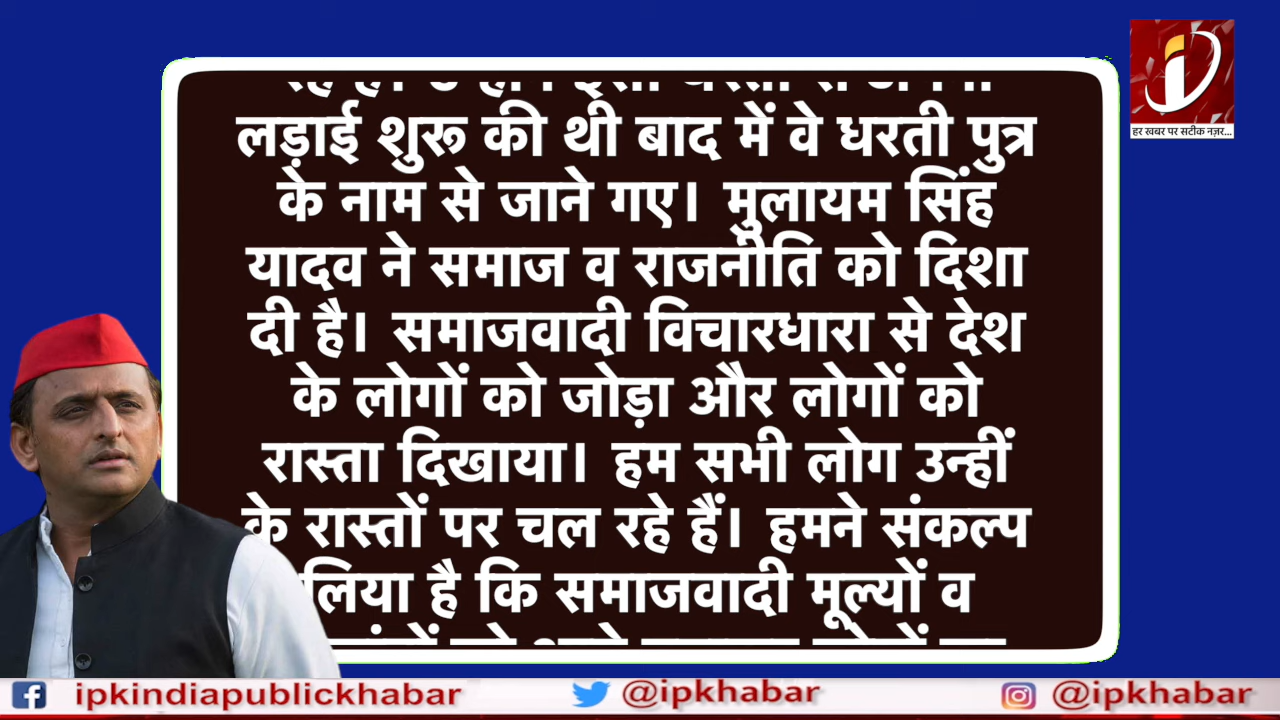 लड़ाई शुरू की थी बाद में वे धरती पुत्र
के नाम से जाने गए। मुलायम सिंह
यादव ने समाज व राजनीति को दिशा
दी है। समाजवादी विचारधारा से देश
के लोगों को जोड़ा और लोगों को
रास्ता दिखाया। हम सभी लोग उन्हीं
के रास्तों पर चल रहे हैं। हमने संकल्प
लिया है कि समाजवादी मूल्यों व
हर खबर पर सटीक नज़र...
ipkindiapublickhabar
@ipkhabar
@ipkhabar